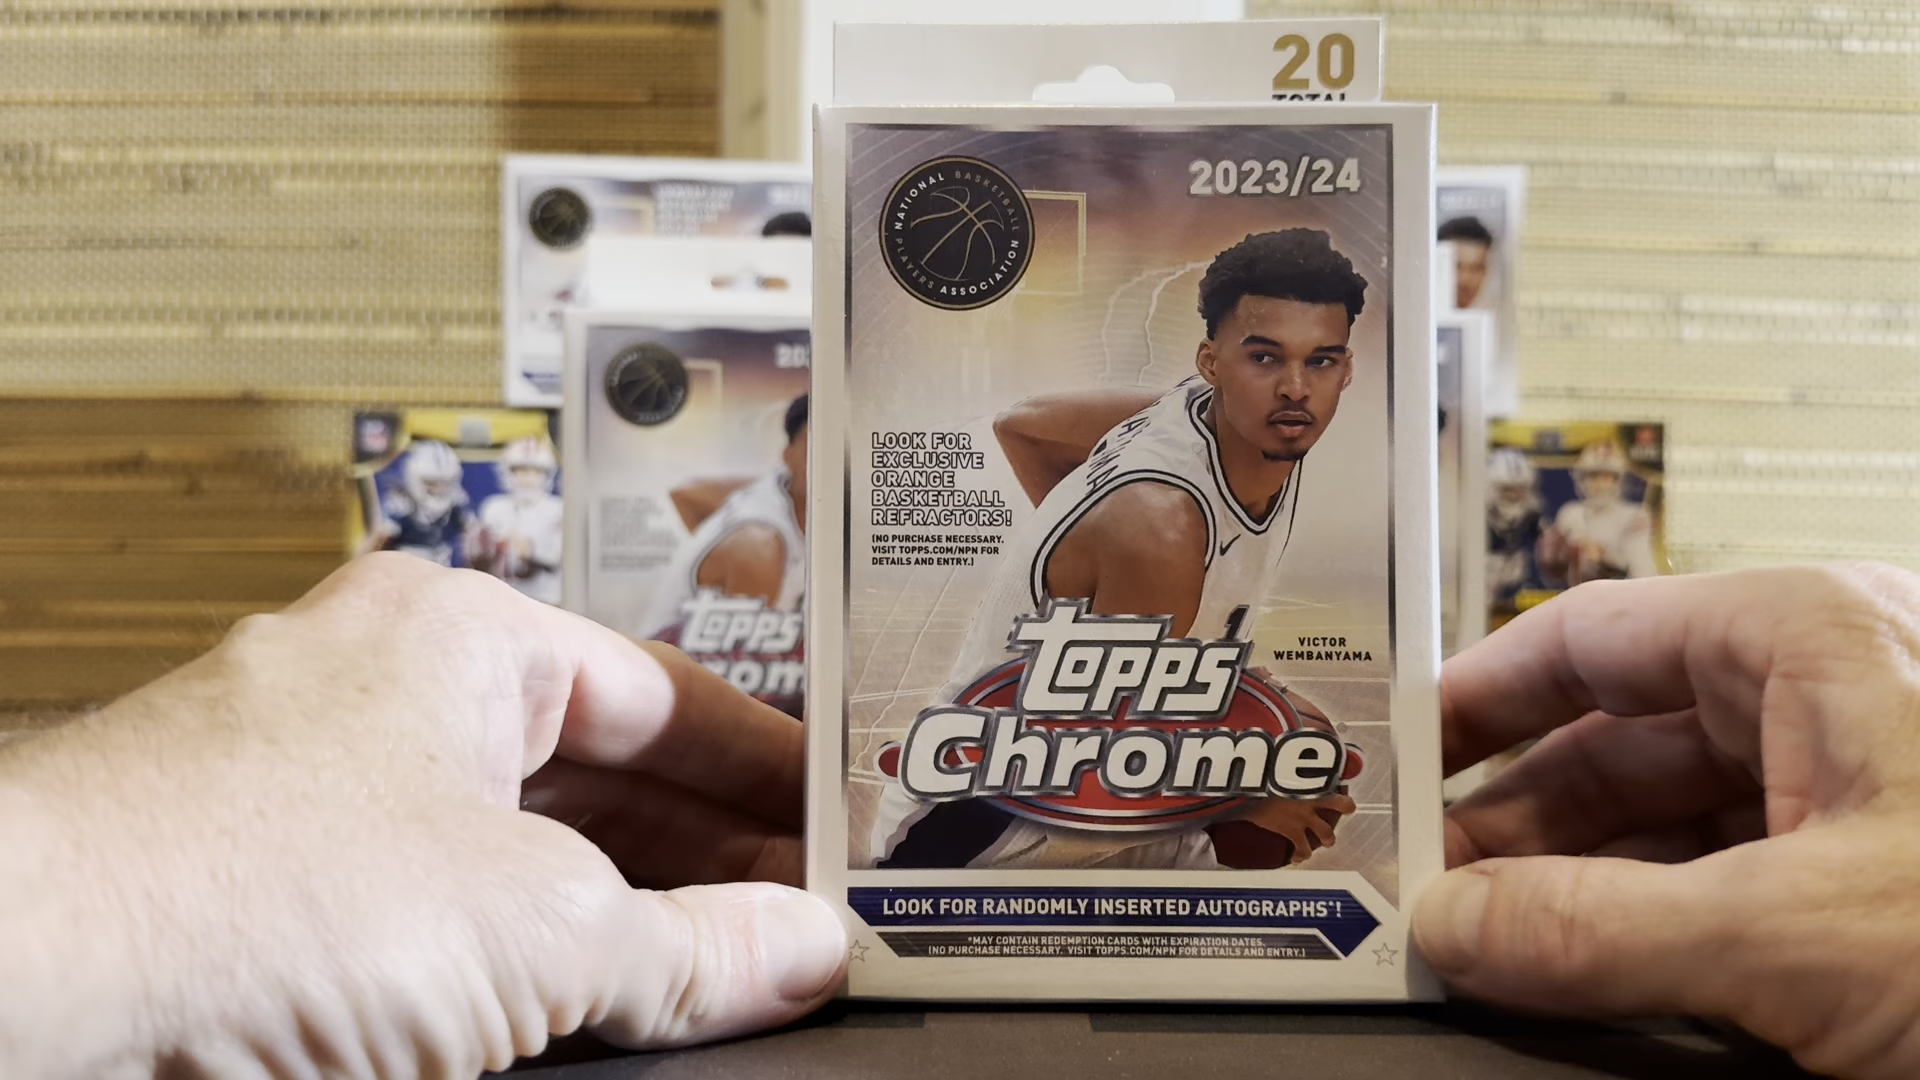 20
TOTAL
2023/24
NATIONAL BASKETBALL
PLAYERS ASSOCIATION
LOOK FOR
EXCLUSIVE
ORANGE
BASKETBALL
REFRACTORS!
(NO PURCHASE NECESSARY.
VISIT TOPPS.COM/NPN FOR
DETAILS AND ENTRY.)
1
VICTOR
WEMBANYAMA
Topps
Chrome
LOOK FOR RANDOMLY INSERTED AUTOGRAPHS*!
*MAY CONTAIN REDEMPTION CARDS WITH EXPIRATION DATES.
(NO PURCHASE NECESSARY. VISIT TOPPS.COM/NPN FOR DETAILS AND ENTRY.)
Topps